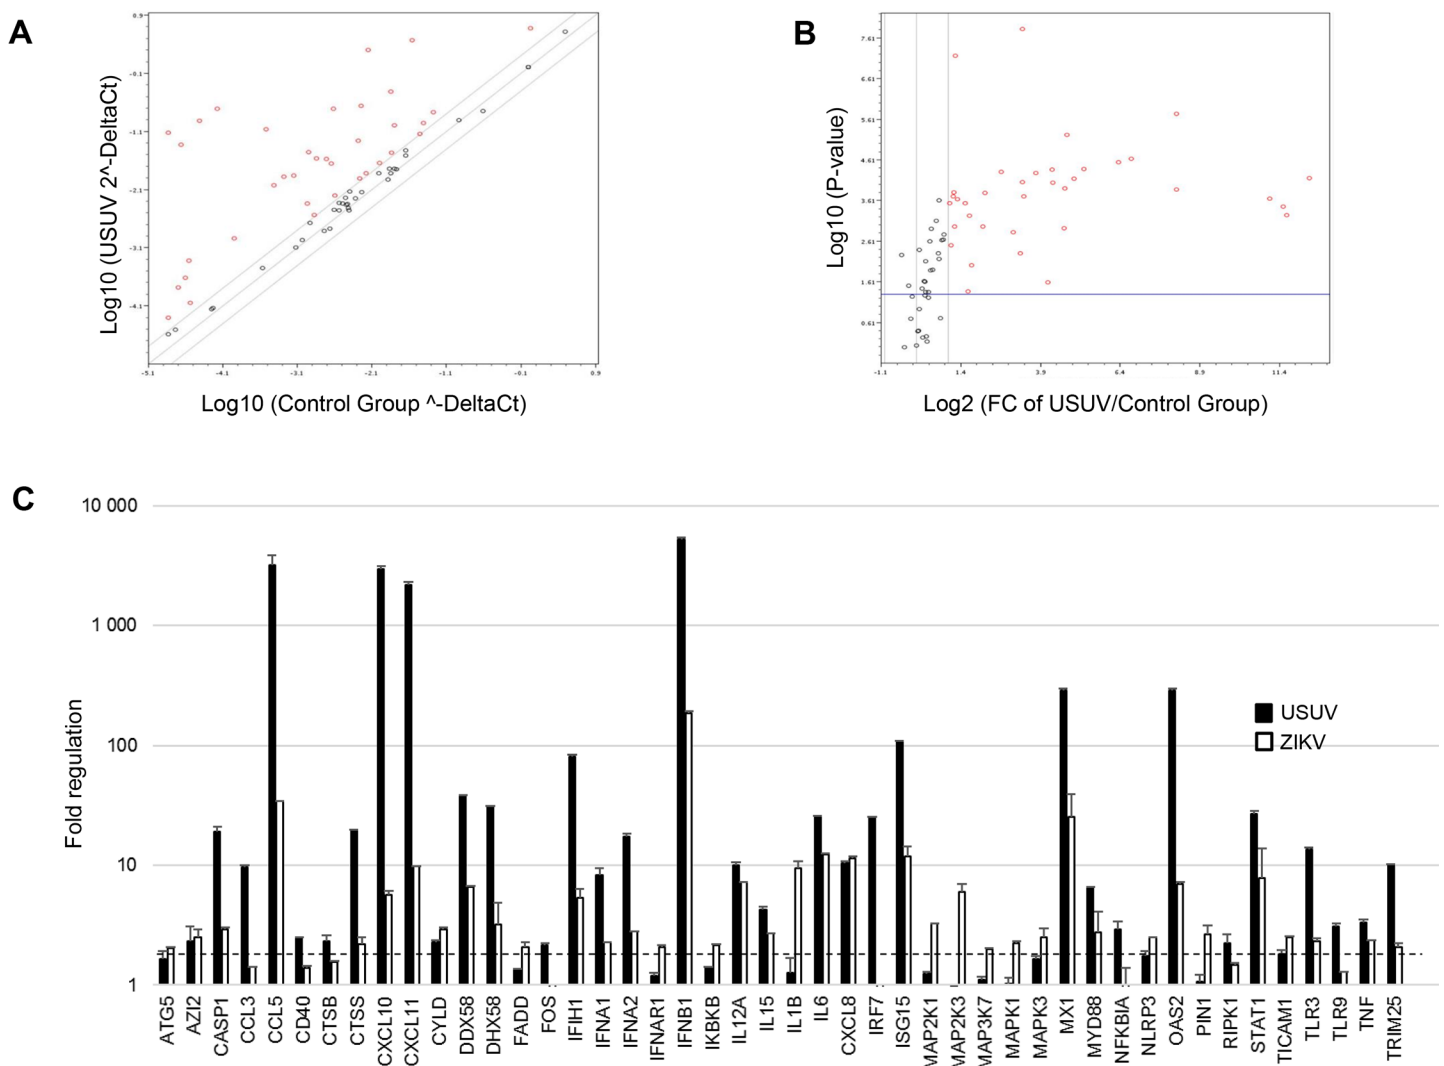 A
Log10 (USUV 2^-DeltaCt)
0.9
-0.1
-1.1
-2.1
-3.1
-4.1
-5.1 -4.1 -3.1 -2.1 -1.1 -0.1 0.9
Log10 (Control Group ^-DeltaCt)
B
Log10 (P-value)
7.61
6.61
5.61
4.61
3.61
2.61
1.61
0.61
-1.1 1.4 3.9 6.4 8.9 11.4
Log2 (FC of USUV/Control Group)
C
Fold regulation
10 000
1 000
100
10
1
USUV
ZIKV
ATG5
AZI2
CASP1
CCL3
CCL5
CD40
CTSB
CTSS
CXCL10
CXCL11
CYLD
DDX58
DHX58
FADD
FOS
IFIH1
IFNA1
IFNA2
IFNAR1
IFNB1
IKBKB
IL12A
IL15
IL1B
IL6
CXCL8
IRF7
ISG15
MAP2K1
MAP2K3
MAP3K7
MAPK1
MAPK3
MX1
MYD88
NFKBIA
NLRP3
OAS2
PIN1
RIPK1
STAT1
TICAM1
TLR3
TLR9
TNF
TRIM25